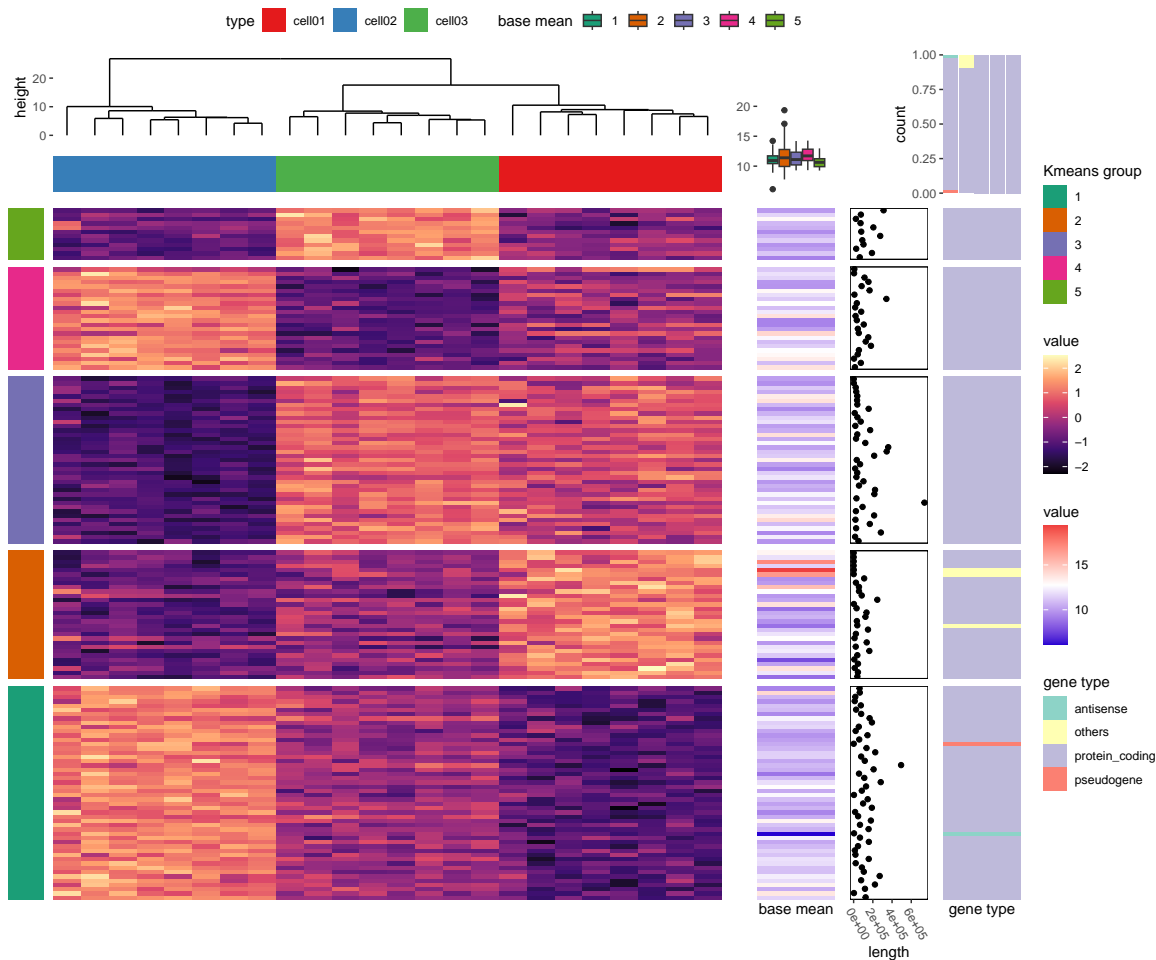 type cell01 cell02 cell03 base mean 1 2 3 4 5
height
20
10
0
20
15
10
count
1.00
0.75
0.50
0.25
0.00
Kmeans group
1
2
3
4
5
value
2
1
0
−1
−2
value
15
10
gene type
antisense
others
protein_coding
pseudogene
base mean
0e+00
2e+05
4e+05
6e+05
length
gene type